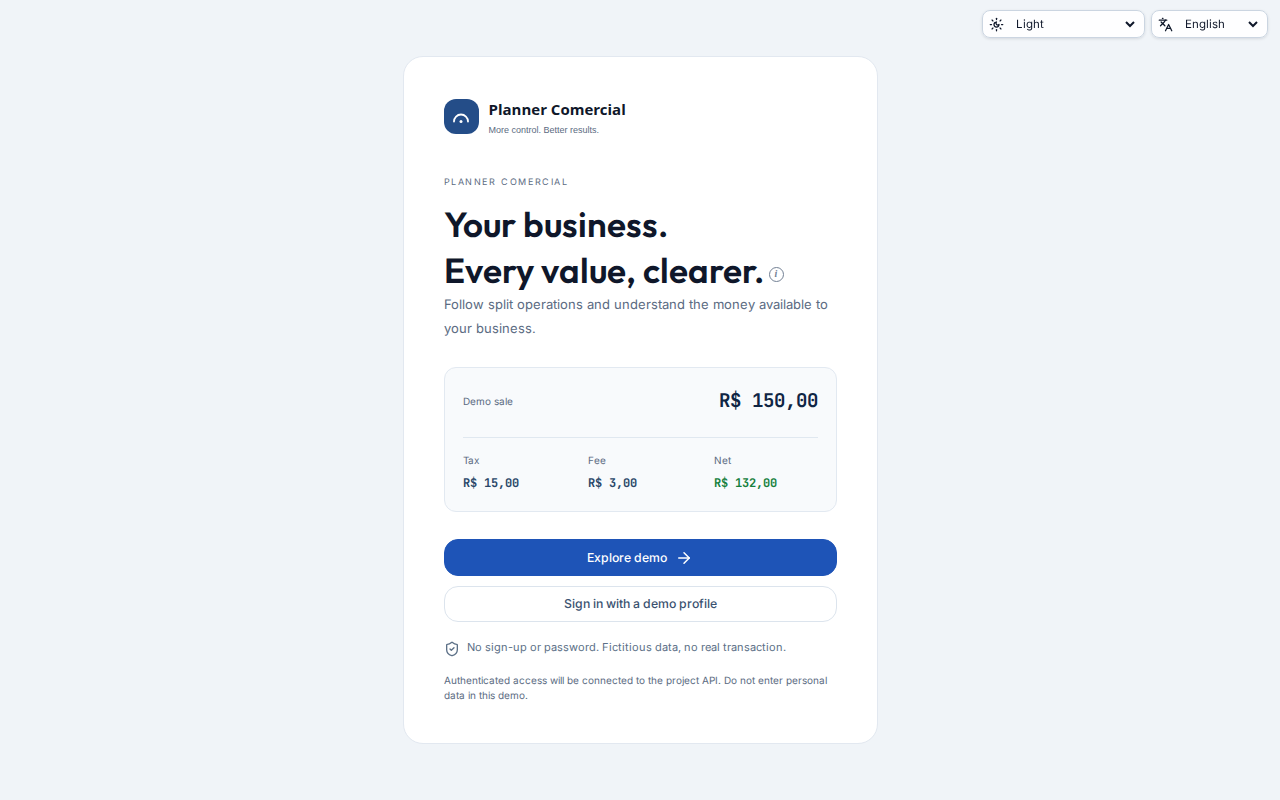 Light
English
Planner Comercial
More control. Better results.
PLANNER COMERCIAL
Your business.
Every value, clearer.
i
Follow split operations and understand the money available to
your business.
Demo sale
R$ 150,00
Tax
Fee
Net
R$ 15,00
R$ 3,00
R$ 132,00
Explore demo
Sign in with a demo profile
No sign-up or password. Fictitious data, no real transaction.
Authenticated access will be connected to the project API. Do not enter personal
data in this demo.